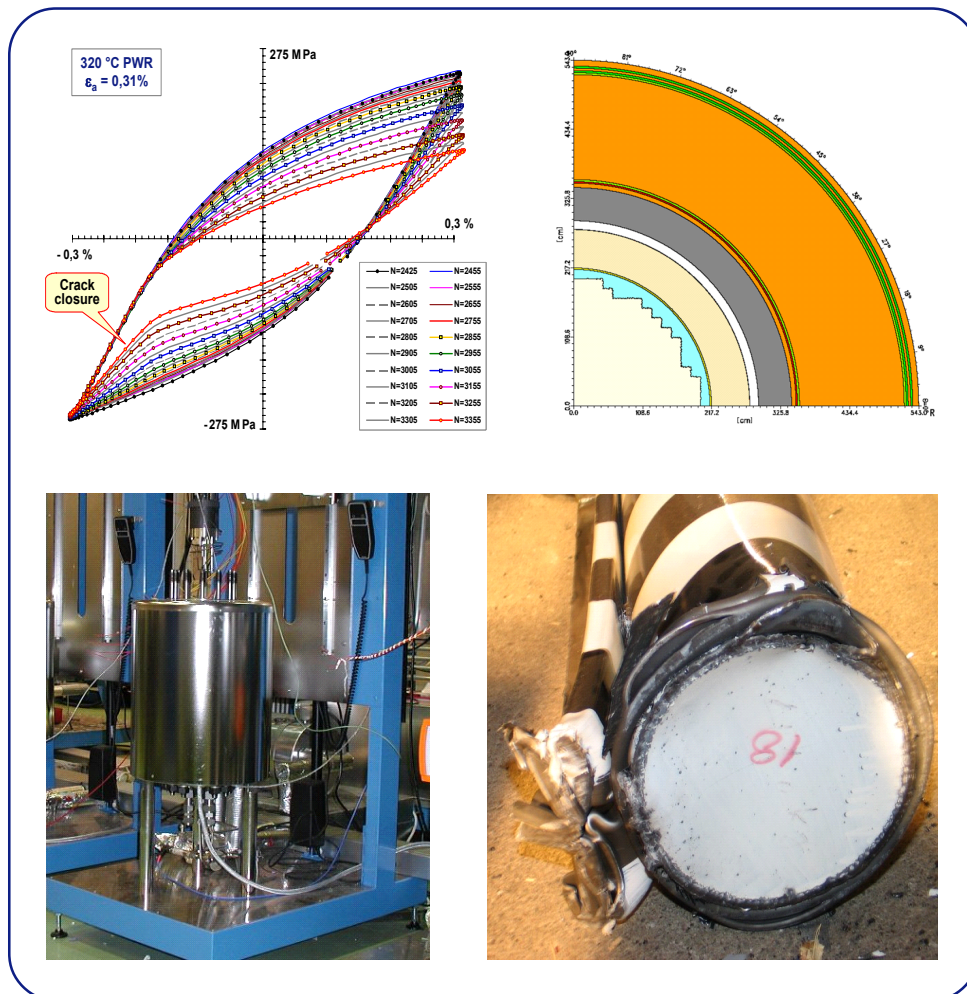 320 °C PWR
εa = 0,31%
275 MPa
- 0,3 %
0,3 %
Crack
closure
-275 MPa
N=2425 N=2455
N=2505 N=2555
N=2605 N=2655
N=2705 N=2755
N=2805 N=2855
N=2905 N=2955
N=3005 N=3055
N=3105 N=3155
N=3205 N=3255
N=3305 N=3355
81°
72°
63°
54°
45°
36°
27°
18°
9°
434.4
325.8
[cm]
217.2
108.6
0.0
0.0 108.6 217.2 325.8 434.4 543.0 R
[cm]
18